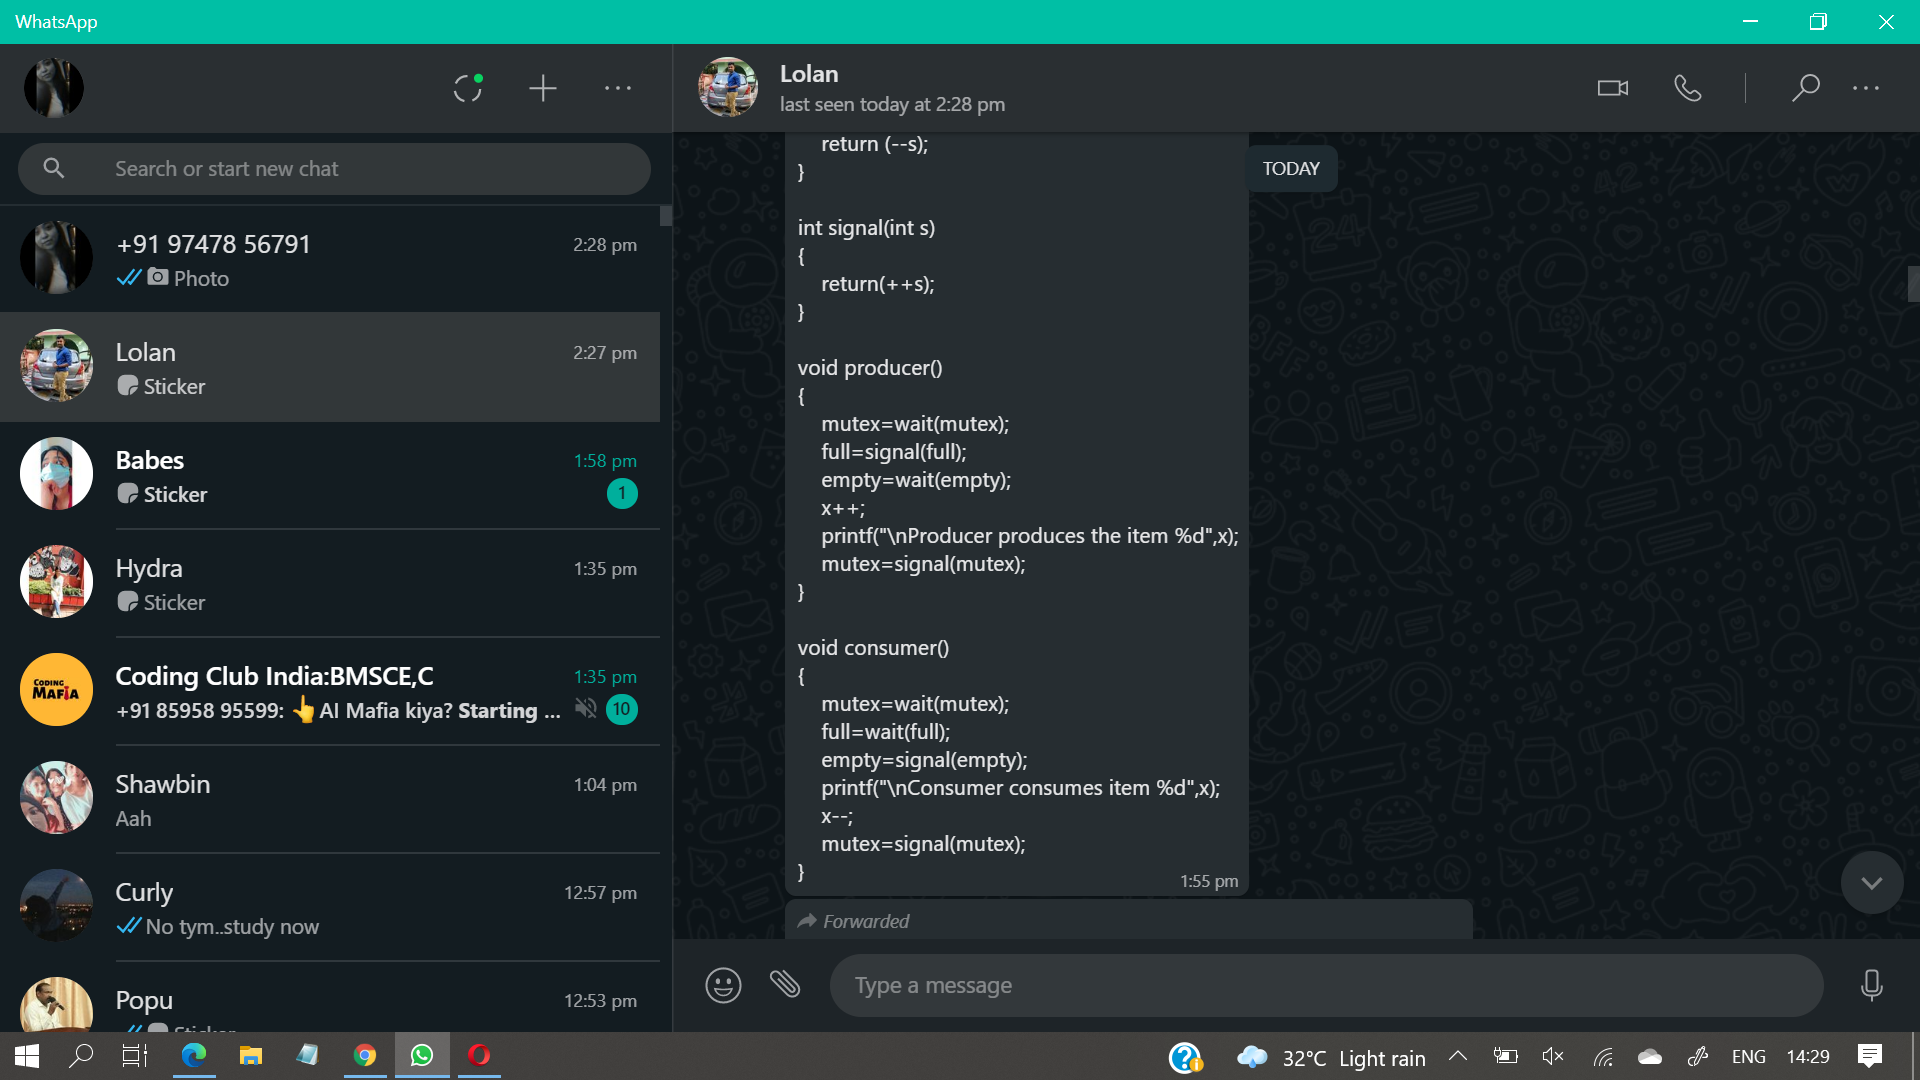 WhatsApp
Search or start new chat
+91 97478 56791
2:28 pm
Photo
Lolan
2:27 pm
Sticker
Babes
1:58 pm
Sticker
1
Hydra
1:35 pm
Sticker
CODING
MAFIA
Coding Club India:BMSCE,C
1:35 pm
+91 85958 95599: 👆AI Mafia kiya? Starting ...
10
Shawbin
1:04 pm
Aah
Curly
12:57 pm
No tym..study now
Popu
12:53 pm
Sticker
Lolan
last seen today at 2:28 pm
TODAY
return (--s);
}
int signal(int s)
{
return(++s);
}
void producer()
{
mutex=wait(mutex);
full=signal(full);
empty=wait(empty);
x++;
printf("\nProducer produces the item %d",x);
mutex=signal(mutex);
}
void consumer()
{
mutex=wait(mutex);
full=wait(full);
empty=signal(empty);
printf("\nConsumer consumes item %d",x);
x--;
mutex=signal(mutex);
}
1:55 pm
Forwarded
Type a message
32°C Light rain
ENG
14:29